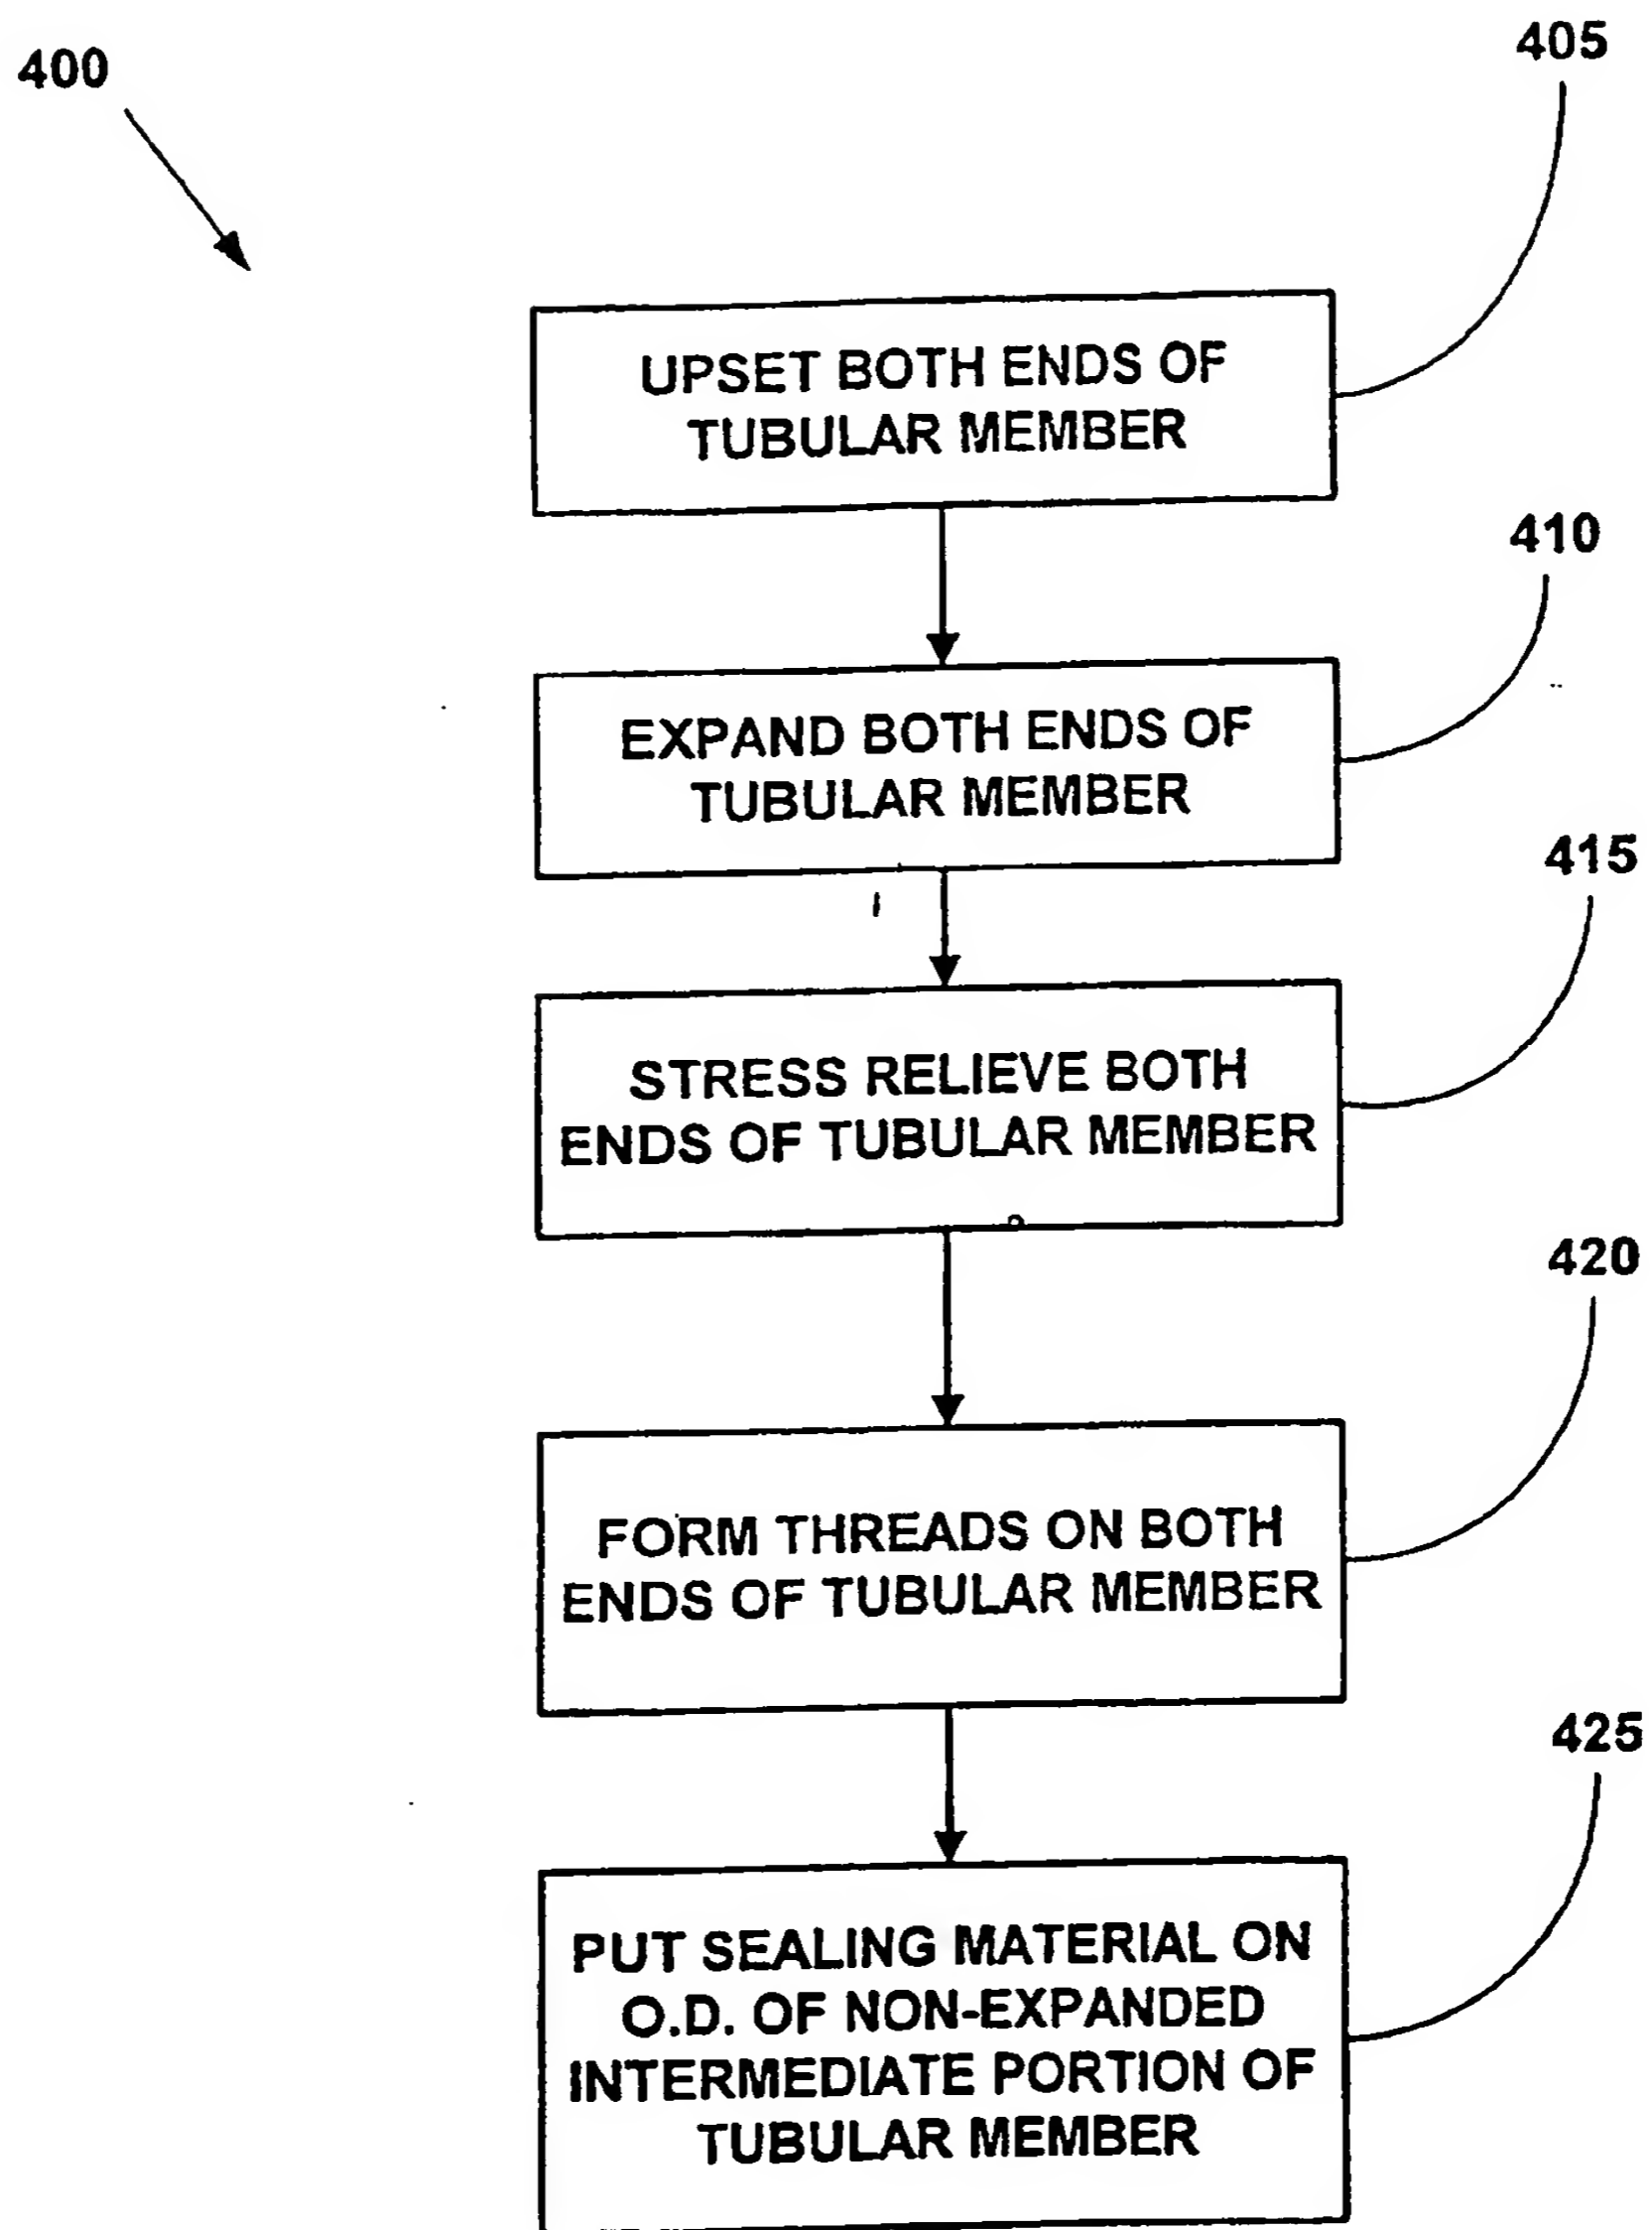 400
405
UPSET BOTH ENDS OF
TUBULAR MEMBER
410
EXPAND BOTH ENDS OF
TUBULAR MEMBER
415
STRESS RELIEVE BOTH
ENDS OF TUBULAR MEMBER
420
FORM THREADS ON BOTH
ENDS OF TUBULAR MEMBER
425
PUT SEALING MATERIAL ON
O.D. OF NON-EXPANDED
INTERMEDIATE PORTION OF
TUBULAR MEMBER